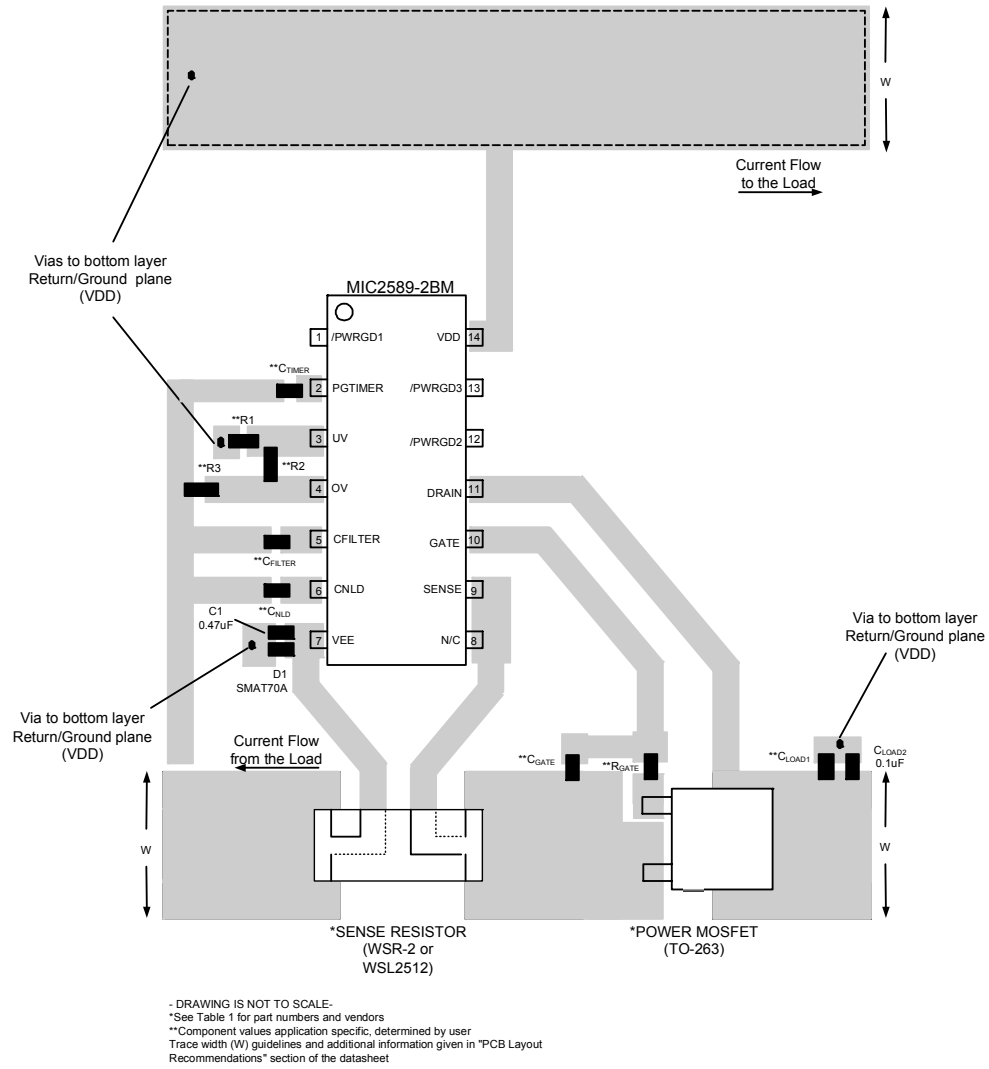 W
Current Flow
to the Load
Vias to bottom layer
Return/Ground plane
(VDD)
MIC2589-2BM
1 /PWRGD1 VDD 14
**CTIMER
2 PGTIMER /PWRGD3 13
**R1
3 UV /PWRGD2 12
**R2
**R3
4 OV DRAIN 11
5 CFILTER GATE 10
**CFILTER
6 CNLD SENSE 9
**CNLD
C1
0.47uF
7 VEE N/C 8
D1
SMAT70A
Via to bottom layer
Return/Ground plane
(VDD)
Via to bottom layer
Return/Ground plane
(VDD)
Current Flow
from the Load
**CGATE
**RGATE
**CLOAD1
CLOAD2
0.1uF
W
W
*SENSE RESISTOR
(WSR-2 or
WSL2512)
*POWER MOSFET
(TO-263)
- DRAWING IS NOT TO SCALE-
*See Table 1 for part numbers and vendors
**Component values application specific, determined by user
Trace width (W) guidelines and additional information given in "PCB Layout
Recommendations" section of the datasheet